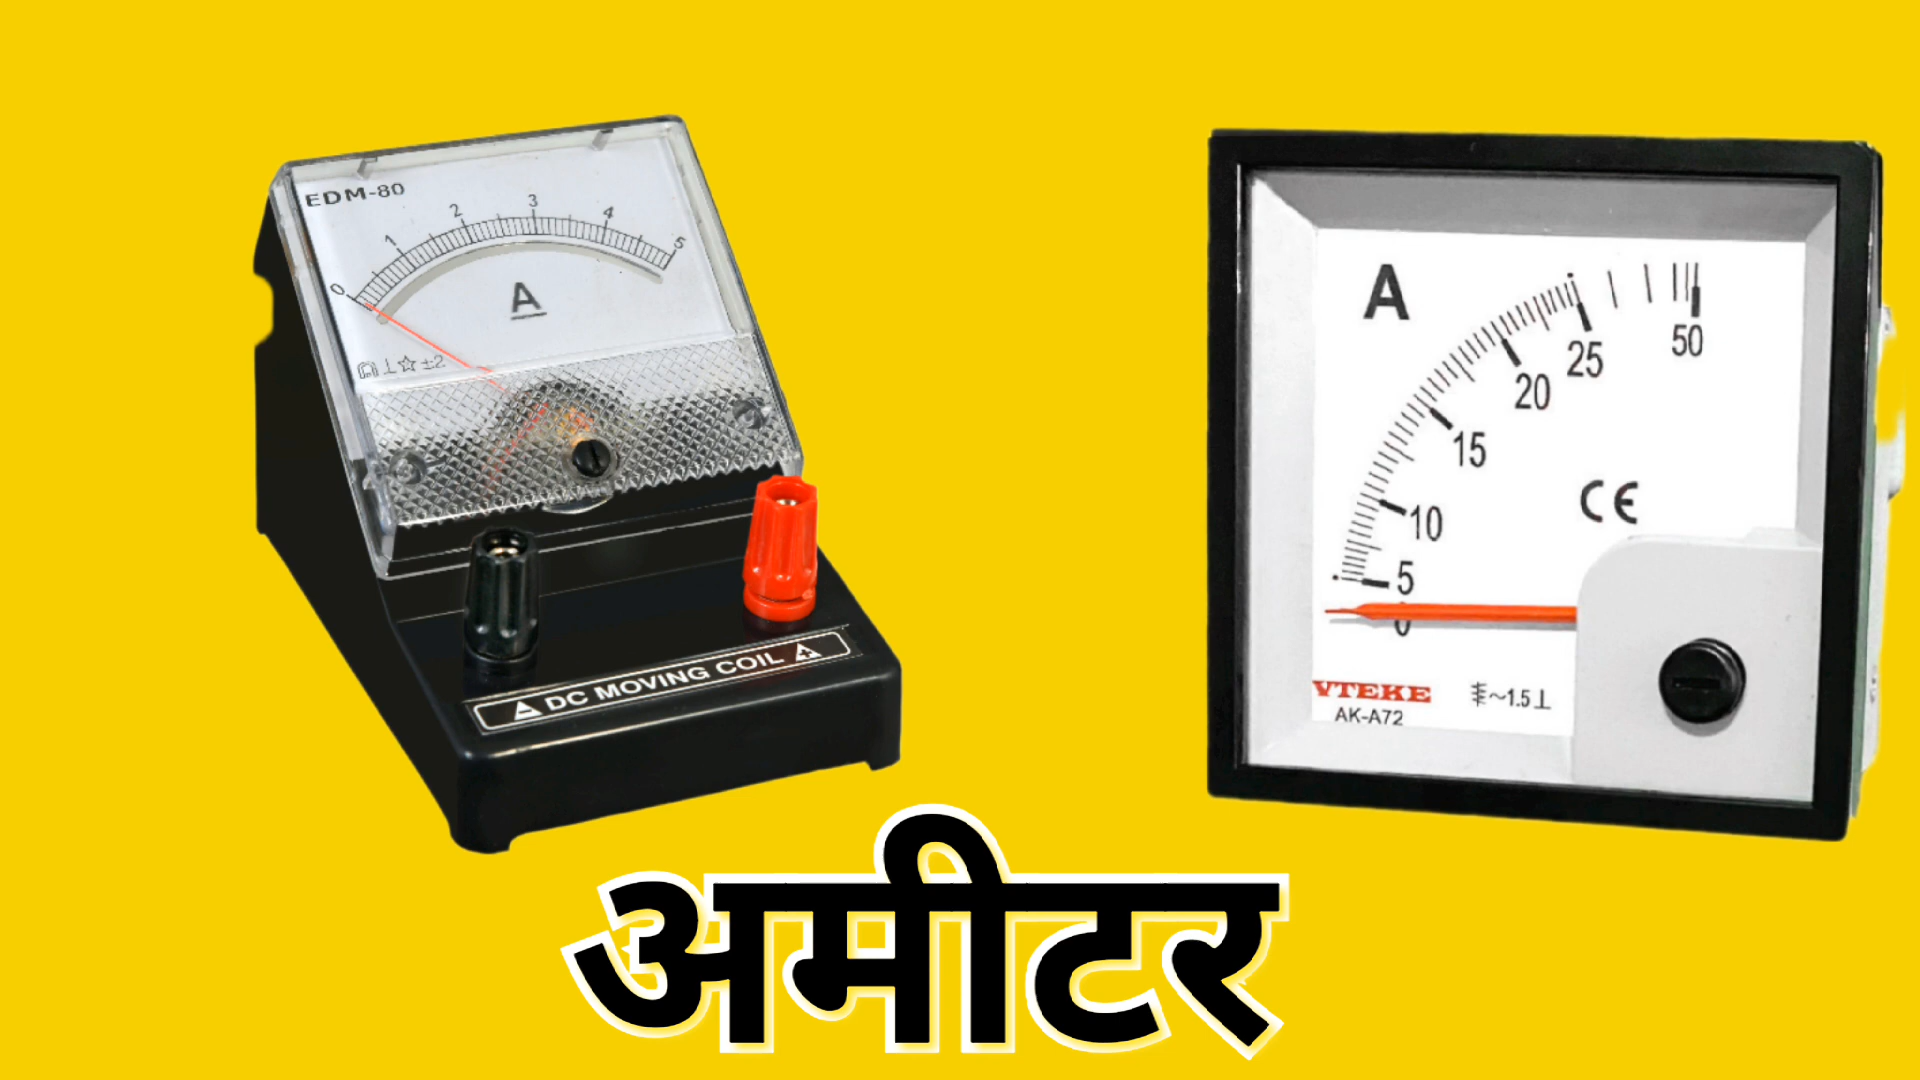 EDM-80
0 1 2 3 4 5
A
±2
DC MOVING COIL
A
0 5 10 15 20 25 50
CE
VTEKE
AK-A72
~1.5⊥
अमीटर